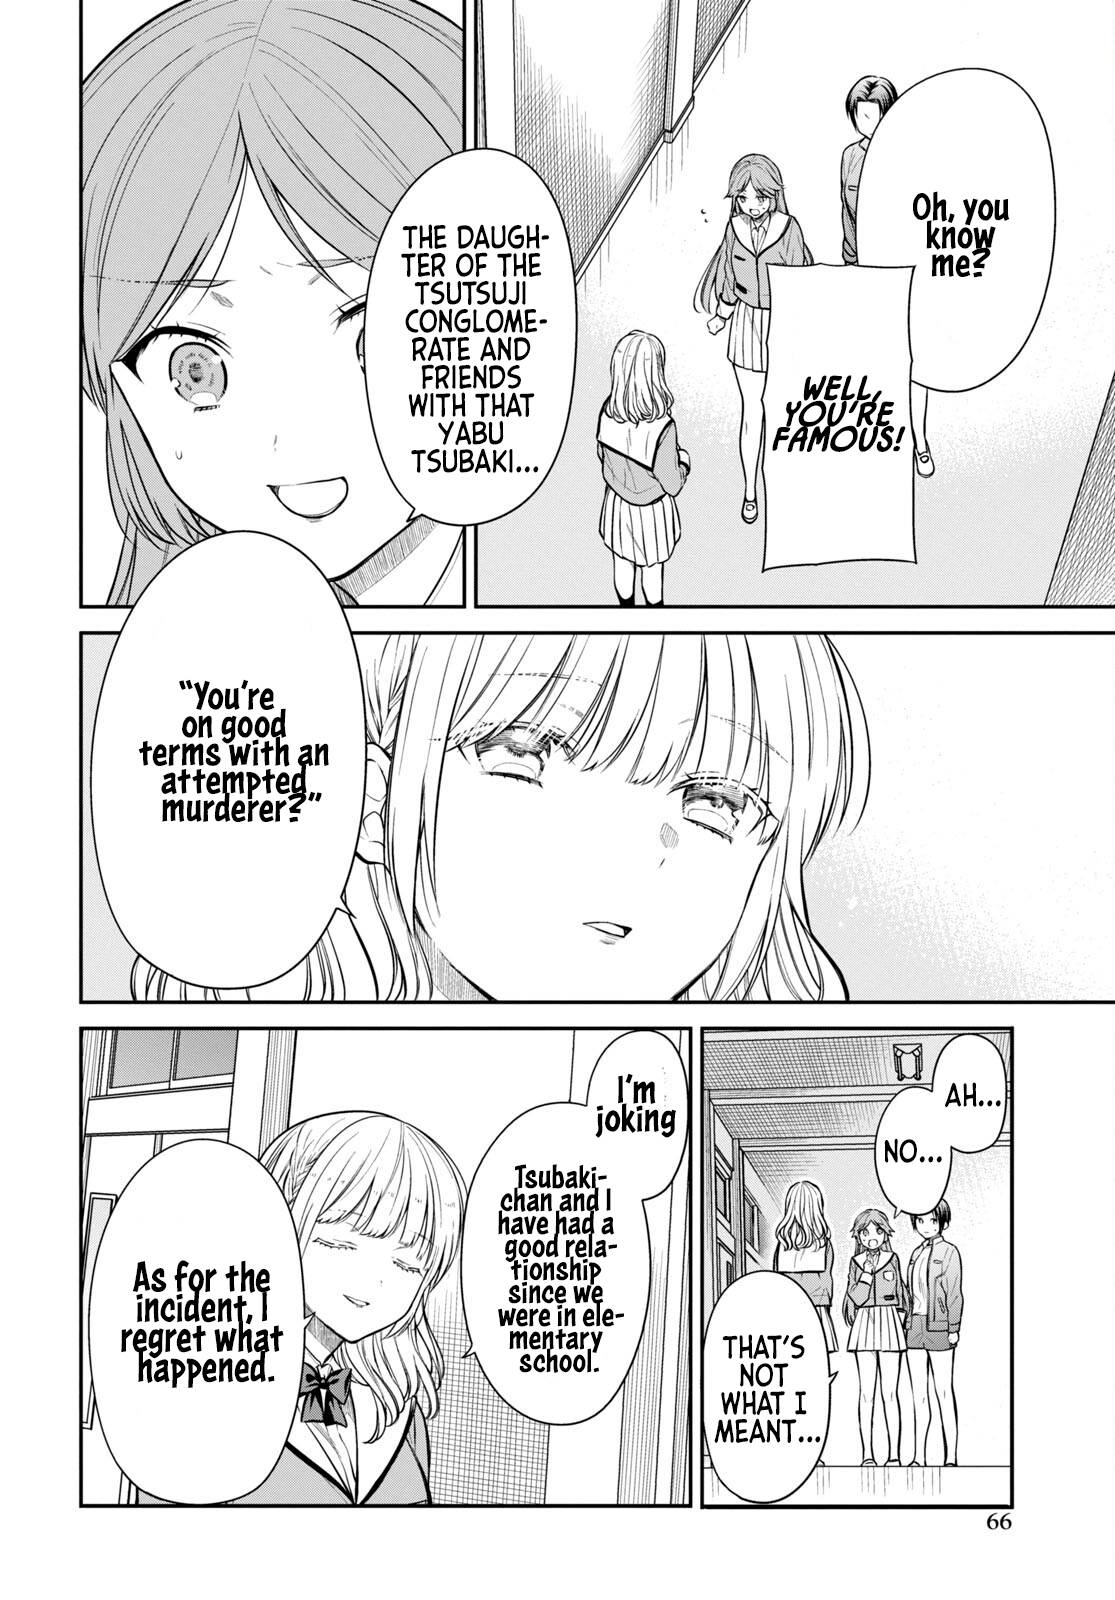 Oh, you
know
me?
WELL,
YOU'RE
FAMOUS!
THE DAUGH-
TER OF THE
TSUTSUJI
CONGLOME-
RATE AND
FRIENDS
WITH THAT
YABU
TSUBAKI...
"You're
on good
terms with an
attempted
murderer?"
AH...
NO...
THAT'S
NOT
WHAT I
MEANT...
I'm
joking
Tsubaki-
chan and I
have had a
good rela-
tionship
since we
were in ele-
mentary
school.
As for the
incident, I
regret what
happened.
66